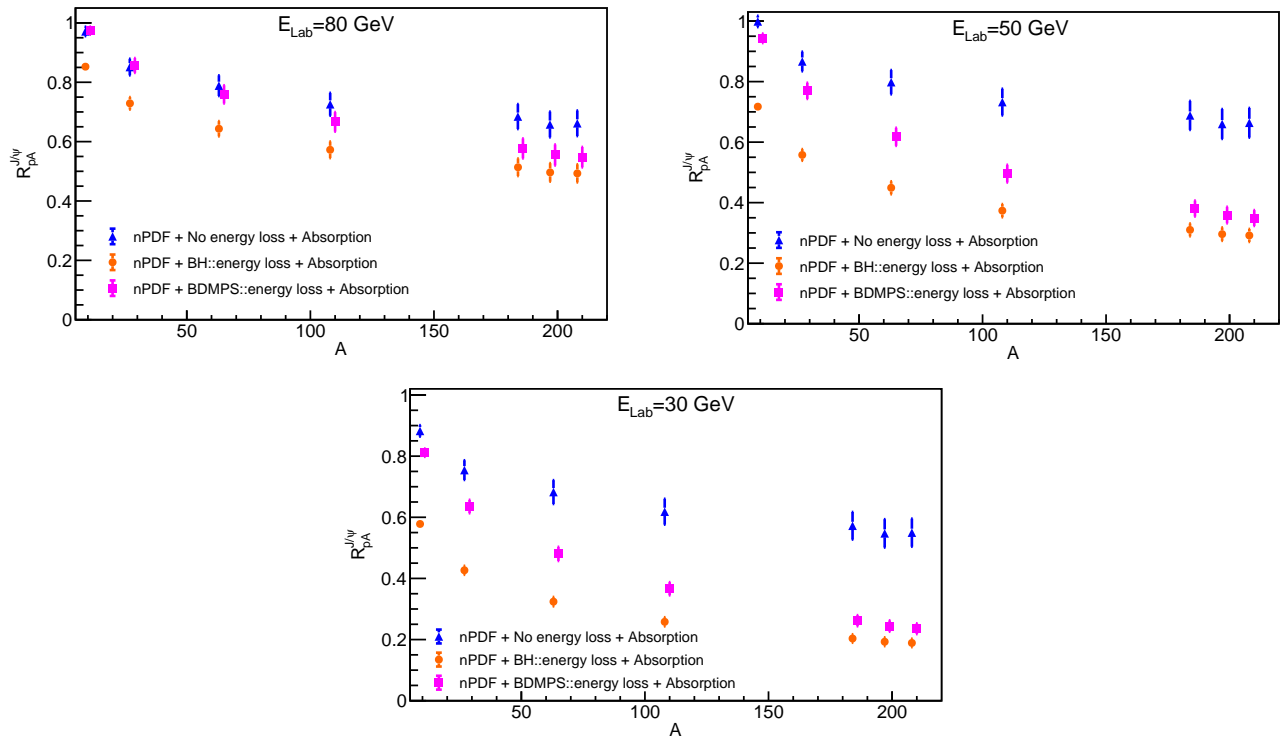 E_Lab=80 GeV
R_pA^J/ψ
1
0.8
0.6
0.4
0.2
0
nPDF + No energy loss + Absorption
nPDF + BH::energy loss + Absorption
nPDF + BDMPS::energy loss + Absorption
50 100 150 200
A
E_Lab=50 GeV
R_pA^J/ψ
1
0.8
0.6
0.4
0.2
0
nPDF + No energy loss + Absorption
nPDF + BH::energy loss + Absorption
nPDF + BDMPS::energy loss + Absorption
50 100 150 200
A
E_Lab=30 GeV
R_pA^J/ψ
1
0.8
0.6
0.4
0.2
0
nPDF + No energy loss + Absorption
nPDF + BH::energy loss + Absorption
nPDF + BDMPS::energy loss + Absorption
50 100 150 200
A